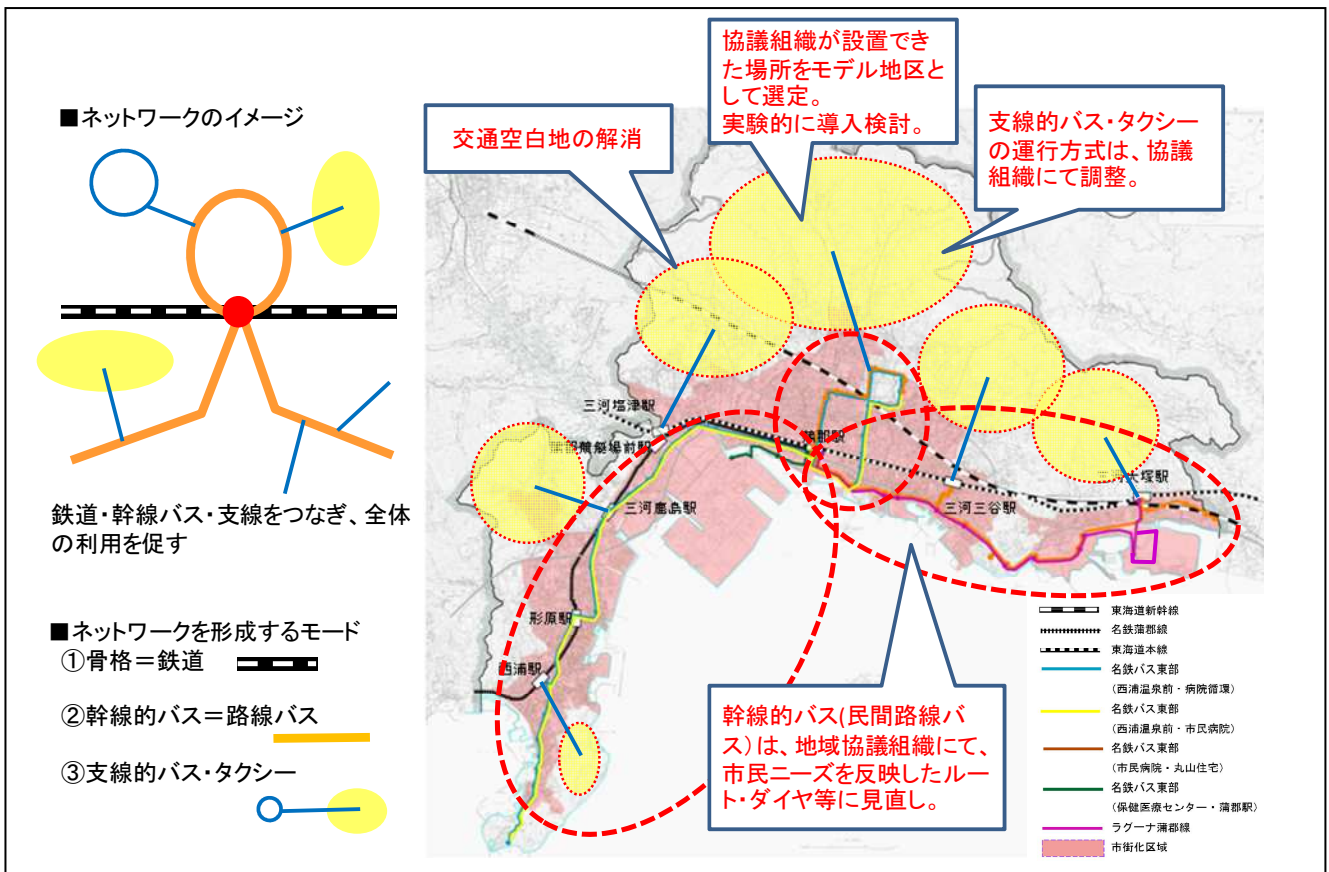 ■ネットワークのイメージ
鉄道・幹線バス・支線をつなぎ、全体
の利用を促す
■ネットワークを形成するモード
①骨格＝鉄道
②幹線的バス＝路線バス
③支線的バス・タクシー
交通空白地の解消
協議組織が設置でき
た場所をモデル地区と
して選定。
実験的に導入検討。
支線的バス・タクシー
の運行方式は、協議
組織にて調整。
三河塩津駅
競艇場前駅
蒲郡駅
三河鹿島駅
三河三谷駅
三河大塚駅
形原駅
西浦駅
幹線的バス(民間路線バ
ス)は、地域協議組織にて、
市民ニーズを反映したルー
ト・ダイヤ等に見直し。
東海道新幹線
名鉄蒲郡線
東海道本線
名鉄バス東部
(西浦温泉前・病院循環)
名鉄バス東部
(西浦温泉前・市民病院)
名鉄バス東部
(市民病院・丸山住宅)
名鉄バス東部
(保健医療センター・蒲郡駅)
ラグーナ蒲郡線
市街化区域